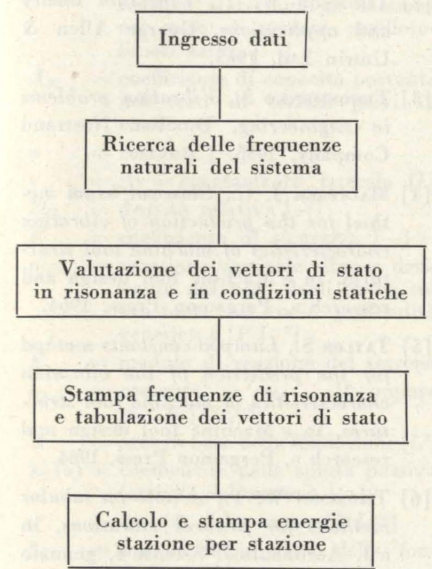 Ingresso dati
Ricerca delle frequenze
naturali del sistema
Valutazione dei vettori di stato
in risonanza e in condizioni statiche
Stampa frequenze di risonanza
e tabulazione dei vettori di stato
Calcolo e stampa energie
stazione per stazione